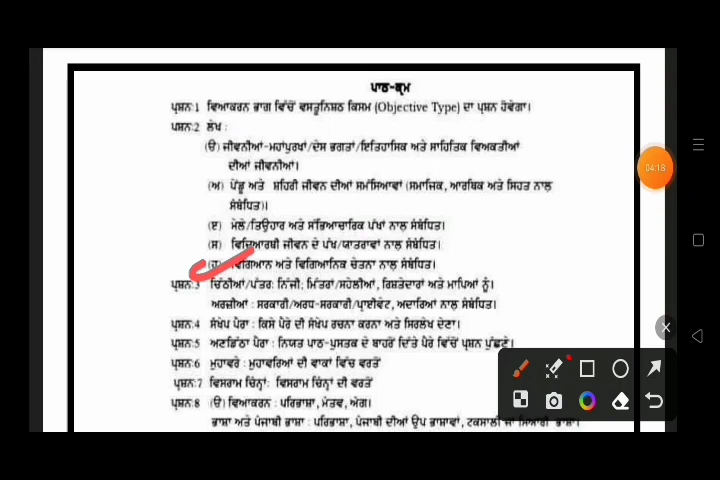 ਪਾਠ-ਕ੍ਰਮ
ਪ੍ਰਸ਼ਨ:1 ਵਿਆਕਰਨ ਭਾਗ ਵਿੱਚੋਂ ਵਸਤੂਨਿਸ਼ਠ ਕਿਸਮ (Objective Type) ਦਾ ਪ੍ਰਸ਼ਨ ਹੋਵੇਗਾ।
ਪਸ਼ਨ:2 ਲੇਖ :
(ੳ) ਜੀਵਨੀਆਂ-ਮਹਾਂਪੁਰਖਾਂ/ਦੇਸ ਭਗਤਾਂ/ਇਤਿਹਾਸਿਕ ਅਤੇ ਸਾਹਿਤਿਕ ਵਿਅਕਤੀਆਂ
ਦੀਆਂ ਜੀਵਨੀਆਂ।
(ਅ) ਪੇਂਡੂ ਅਤੇ ਸ਼ਹਿਰੀ ਜੀਵਨ ਦੀਆਂ ਸਮੱਸਿਆਵਾਂ (ਸਮਾਜਿਕ, ਆਰਥਿਕ ਅਤੇ ਸਿਹਤ ਨਾਲ਼
ਸੰਬੰਧਿਤ)।
(ੲ) ਮੇਲੇ/ਤਿਉਹਾਰ ਅਤੇ ਸੱਭਿਆਚਾਰਿਕ ਪੱਖਾਂ ਨਾਲ਼ ਸੰਬੰਧਿਤ।
(ਸ) ਵਿਦਿਆਰਥੀ ਜੀਵਨ ਦੇ ਪੱਖ/ਯਾਤਰਾਵਾਂ ਨਾਲ਼ ਸੰਬੰਧਿਤ।
(ਹ) ਵਿਗਿਆਨ ਅਤੇ ਵਿਗਿਆਨਿਕ ਚੇਤਨਾ ਨਾਲ਼ ਸੰਬੰਧਿਤ।
ਪ੍ਰਸ਼ਨ:3 ਚਿੱਠੀਆਂ/ਪੱਤਰ: ਨਿੱਜੀ; ਮਿੱਤਰਾਂ/ਸਹੇਲੀਆਂ, ਰਿਸ਼ਤੇਦਾਰਾਂ ਅਤੇ ਮਾਪਿਆਂ ਨੂੰ।
ਅਰਜ਼ੀਆਂ : ਸਰਕਾਰੀ/ਅਰਧ-ਸਰਕਾਰੀ/ਪ੍ਰਾਈਵੇਟ, ਅਦਾਰਿਆਂ ਨਾਲ਼ ਸੰਬੰਧਿਤ।
ਪ੍ਰਸ਼ਨ:4 ਸੰਖੇਪ ਪੈਰਾ : ਕਿਸੇ ਪੈਰੇ ਦੀ ਸੰਖੇਪ ਰਚਨਾ ਕਰਨਾ ਅਤੇ ਸਿਰਲੇਖ ਦੇਣਾ।
ਪ੍ਰਸ਼ਨ:5 ਅਣਡਿੱਠਾ ਪੈਰਾ : ਨਿਯਤ ਪਾਠ-ਪੁਸਤਕ ਦੇ ਬਾਹਰੋਂ ਦਿੱਤੇ ਪੈਰੇ ਵਿੱਚੋਂ ਪ੍ਰਸ਼ਨ ਪੁੱਛਣੇ।
ਪ੍ਰਸ਼ਨ:6 ਮੁਹਾਵਰੇ : ਮੁਹਾਵਰਿਆਂ ਦੀ ਵਾਕਾਂ ਵਿੱਚ ਵਰਤੋਂ
ਪ੍ਰਸ਼ਨ:7 ਵਿਸਰਾਮ ਚਿੰਨ੍ਹਾਂ: ਵਿਸਰਾਮ ਚਿੰਨ੍ਹਾਂ ਦੀ ਵਰਤੋਂ
ਪ੍ਰਸ਼ਨ:8 (ੳ) ਵਿਆਕਰਨ : ਪਰਿਭਾਸ਼ਾ, ਮੰਤਵ, ਅੰਗ।
ਭਾਸ਼ਾ ਅਤੇ ਪੰਜਾਬੀ ਭਾਸ਼ਾ : ਪਰਿਭਾਸ਼ਾ, ਪੰਜਾਬੀ ਦੀਆਂ ਉਪ ਭਾਸ਼ਾਵਾਂ, ਟਕਸਾਲੀ ਜਾਂ ਮਿਆਰੀ ਭਾਸ਼ਾ।
04:18